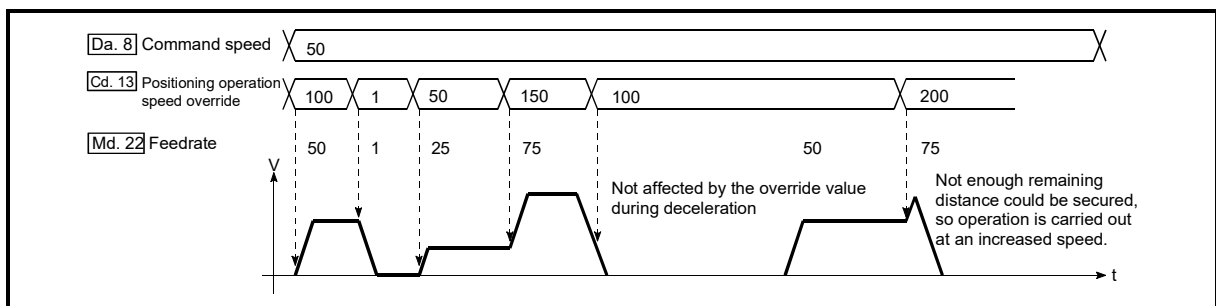 Da. 8 Command speed
50
Cd. 13 Positioning operation
speed override
100 1 50 150 100 200
Md. 22 Feedrate
50 1 25 75 50 75
V
Not affected by the override value
during deceleration
Not enough remaining
distance could be secured,
so operation is carried out
at an increased speed.
t